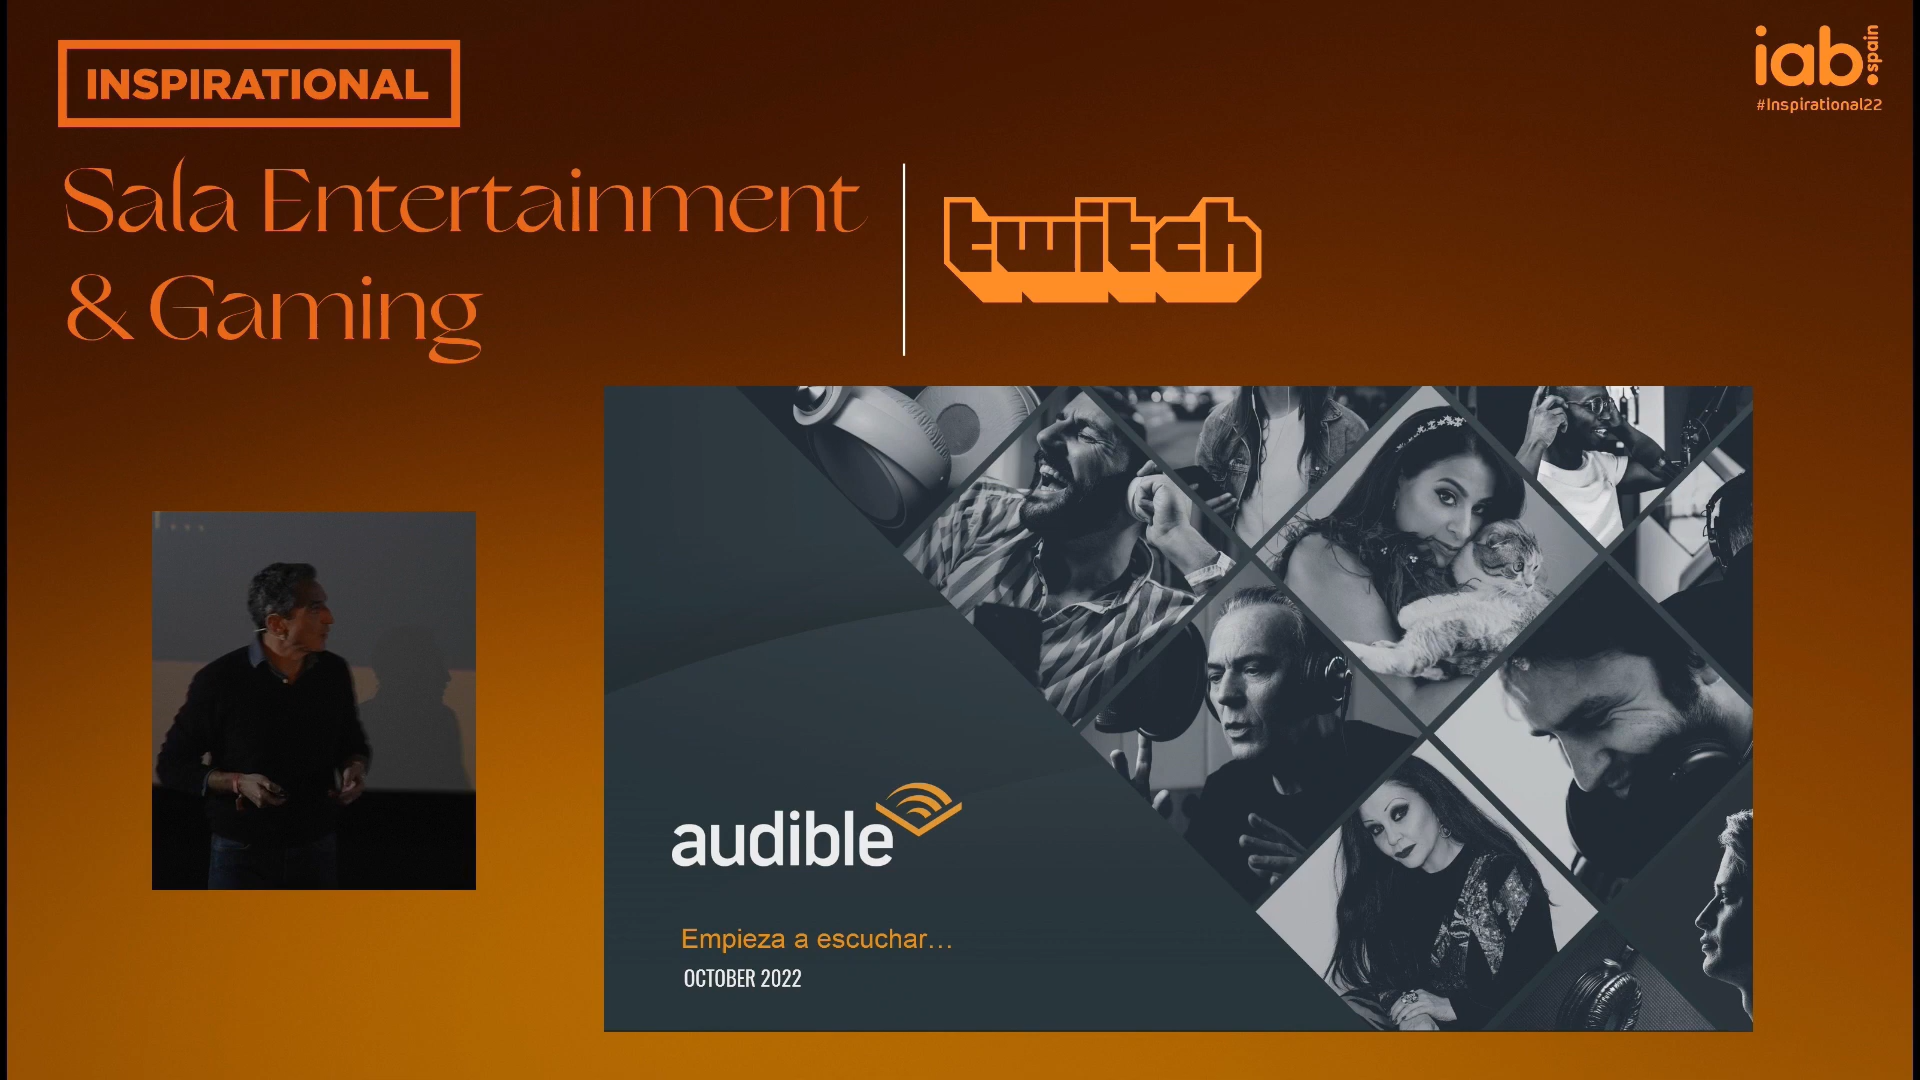 INSPIRATIONAL
iab.spain
#Inspirational22
Sala Entertainment
& Gaming
twitch
audible
Empieza a escuchar...
OCTOBER 2022